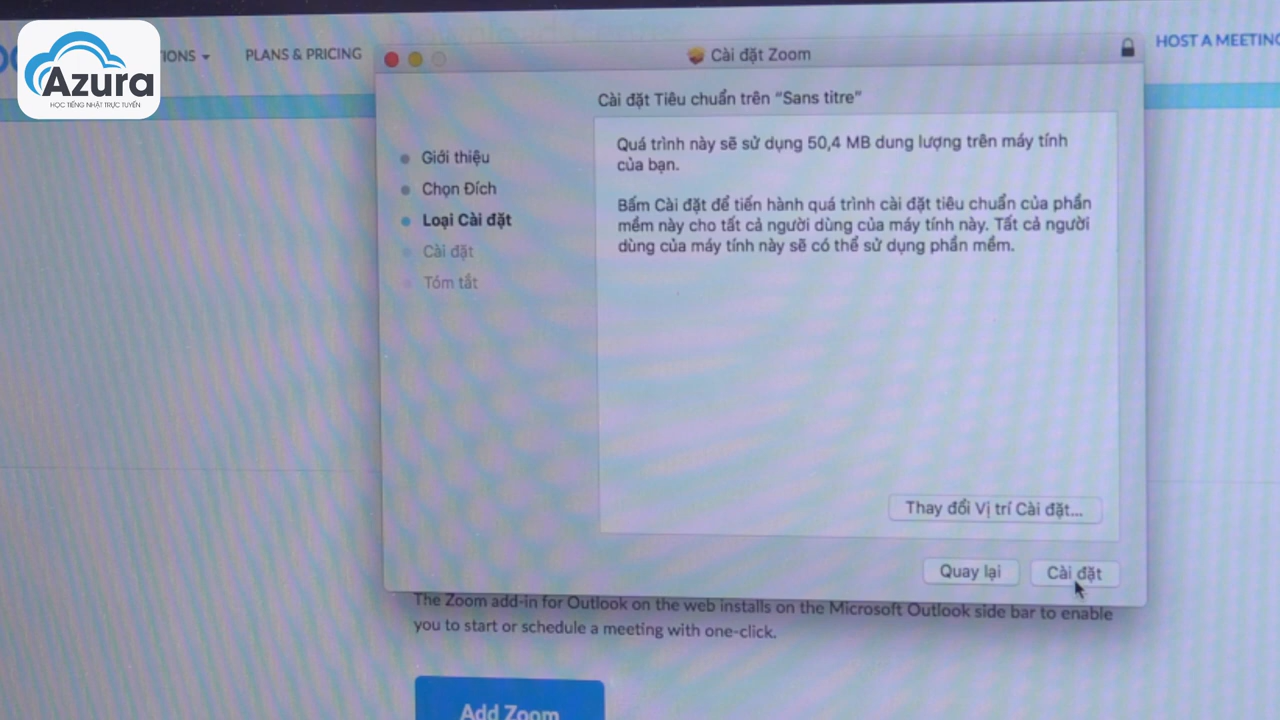 Azura
HỌC TIẾNG NHẬT TRỰC TUYẾN
PLANS & PRICING
HOST A MEETING
Cài đặt Zoom
Cài đặt Tiêu chuẩn trên “Sans titre”
Giới thiệu
Chọn Đích
Loại Cài đặt
Cài đặt
Tóm tắt
Quá trình này sẽ sử dụng 50,4 MB dung lượng trên máy tính
của bạn.
Bấm Cài đặt để tiến hành quá trình cài đặt tiêu chuẩn của phần
mềm này cho tất cả người dùng của máy tính này. Tất cả người
dùng của máy tính này sẽ có thể sử dụng phần mềm.
Thay đổi Vị trí Cài đặt...
Quay lại
Cài đặt
The Zoom add-in for Outlook on the web installs on the Microsoft Outlook side bar to enable
you to start or schedule a meeting with one-click.
Add Zoom